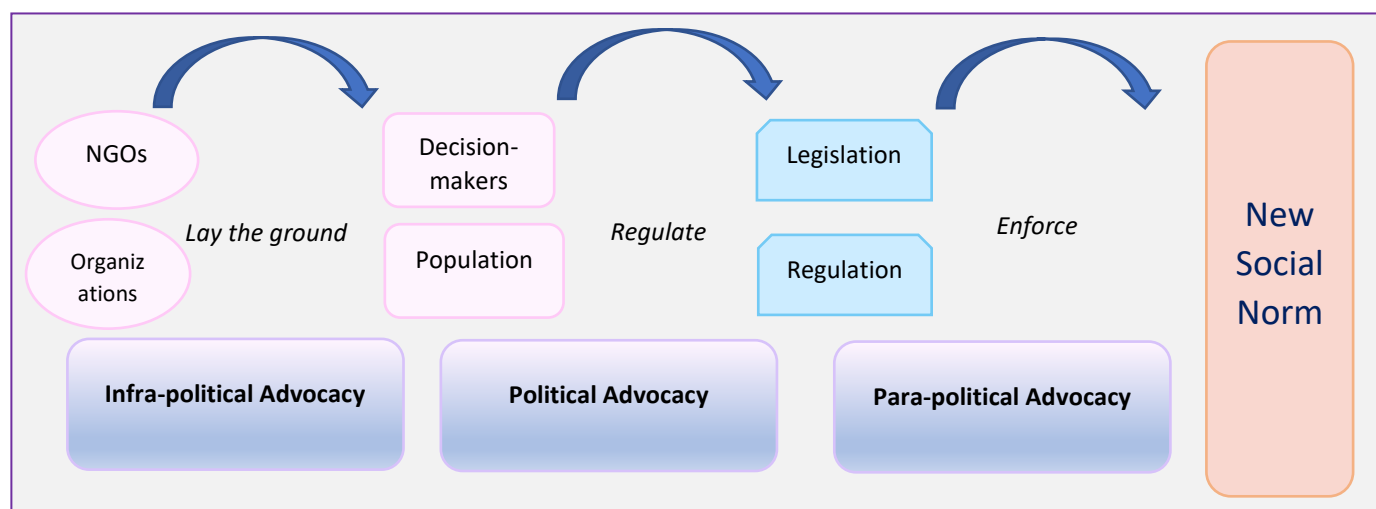 NGOs
Organiz
ations
Lay the ground
Decision-
makers
Population
Regulate
Legislation
Regulation
Enforce
New
Social
Norm
Infra-political Advocacy
Political Advocacy
Para-political Advocacy